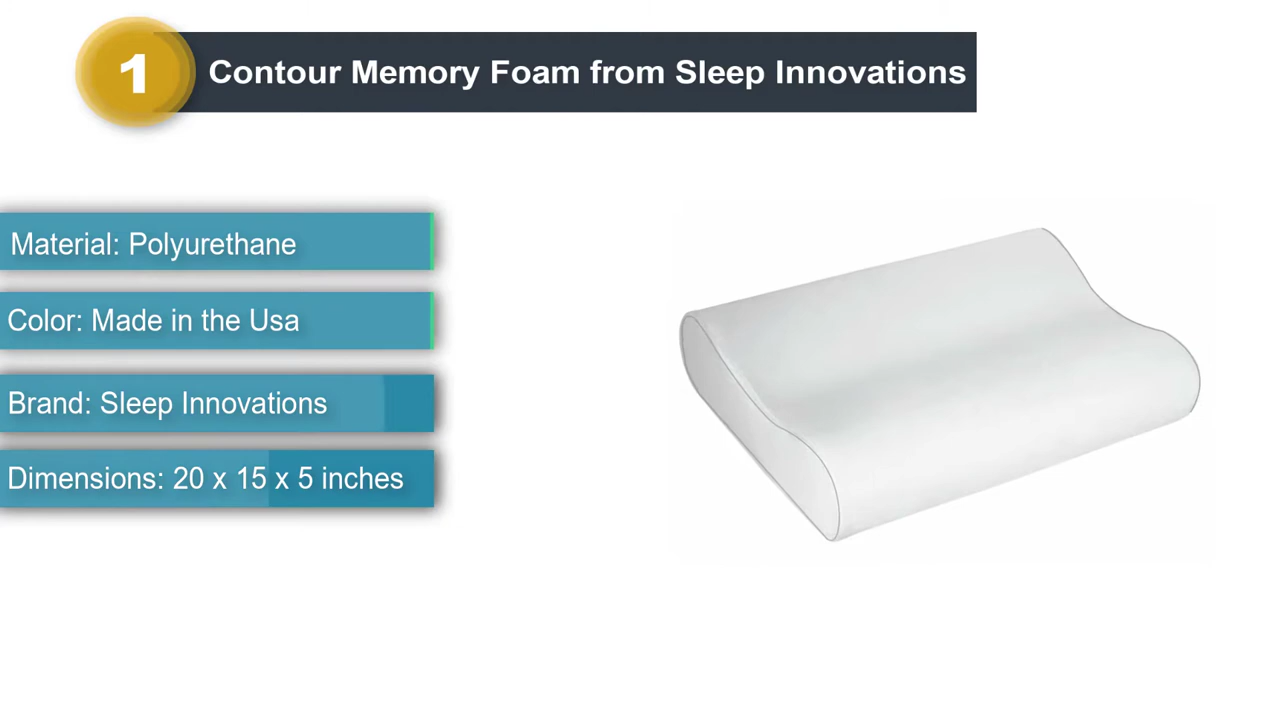 1
Contour Memory Foam from Sleep Innovations
Material: Polyurethane
Color: Made in the Usa
Brand: Sleep Innovations
Dimensions: 20 x 15 x 5 inches